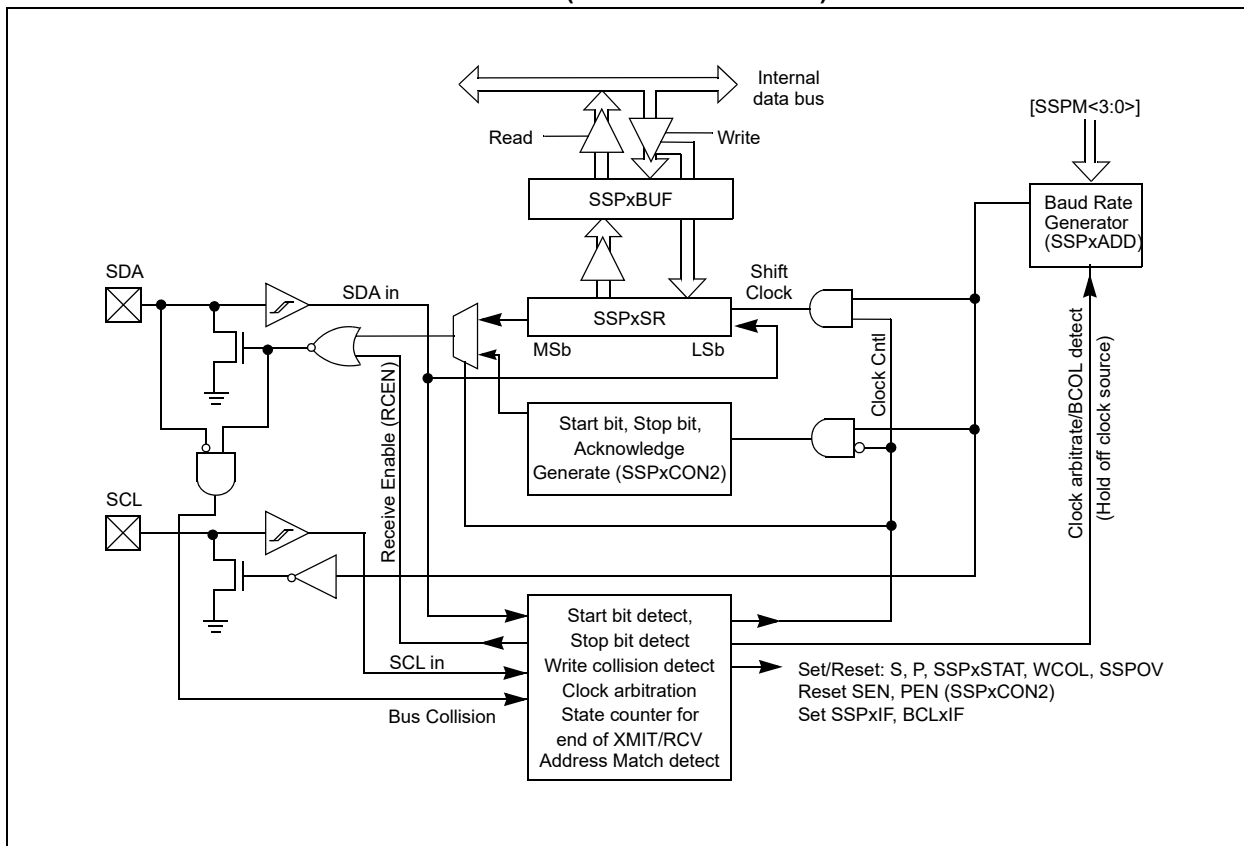 Internal
data bus
[SSPM<3:0>]
Read
Write
SSPxBUF
Baud Rate
Generator
(SSPxADD)
SDA
SDA in
Shift
Clock
SSPxSR
MSb
LSb
Receive Enable (RCEN)
Clock Cntl
Clock arbitrate/BCOL detect
(Hold off clock source)
Start bit, Stop bit,
Acknowledge
Generate (SSPxCON2)
SCL
SCL in
Bus Collision
Start bit detect,
Stop bit detect
Write collision detect
Clock arbitration
State counter for
end of XMIT/RCV
Address Match detect
Set/Reset: S, P, SSPxSTAT, WCOL, SSPOV
Reset SEN, PEN (SSPxCON2)
Set SSPxIF, BCLxIF